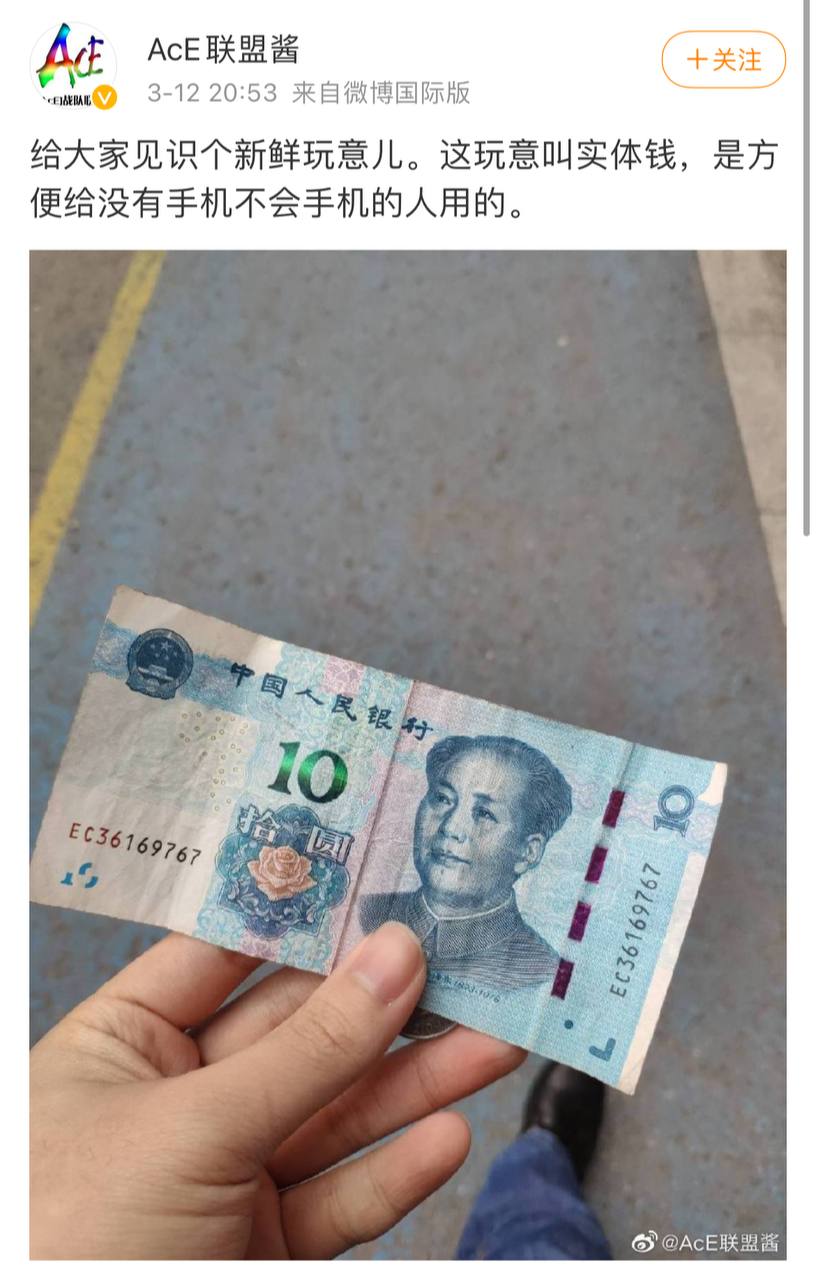 AcE
AcE联盟酱
3-12 20:53 来自微博国际版
+关注
给大家见识个新鲜玩意儿。这玩意叫实体钱，是方
便给没有手机不会手机的人用的。
中国人民银行
10
拾圆
EC36169767
10
EC36169767
@AcE联盟酱